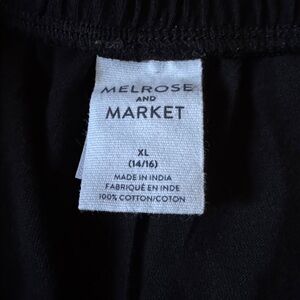 MELROSE
AND
MARKET
XL
(14/16)
MADE IN INDIA
FABRIQUÉ EN INDE
100% COTTON/COTON